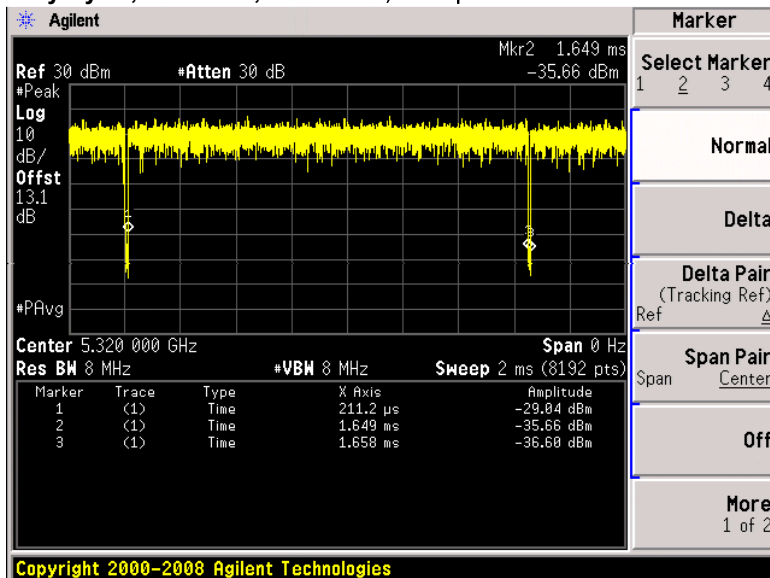 Agilent
Mkr2 1.649 ms
Ref 30 dBm #Atten 30 dB -35.66 dBm
#Peak
Log
10
dB/
Offst
13.1
dB
1
3
#PAvg
Center 5.320 000 GHz Span 0 Hz
Res BW 8 MHz #VBW 8 MHz Sweep 2 ms (8192 pts)
Marker Trace Type X Axis Amplitude
1 (1) Time 211.2 µs -29.04 dBm
2 (1) Time 1.649 ms -35.66 dBm
3 (1) Time 1.658 ms -36.60 dBm
Copyright 2000-2008 Agilent Technologies
Marker
Select Marker
1 2 3 4
Normal
Delta
Delta Pair
(Tracking Ref)
Ref Δ
Span Pair
Span Center
Off
More
1 of 2